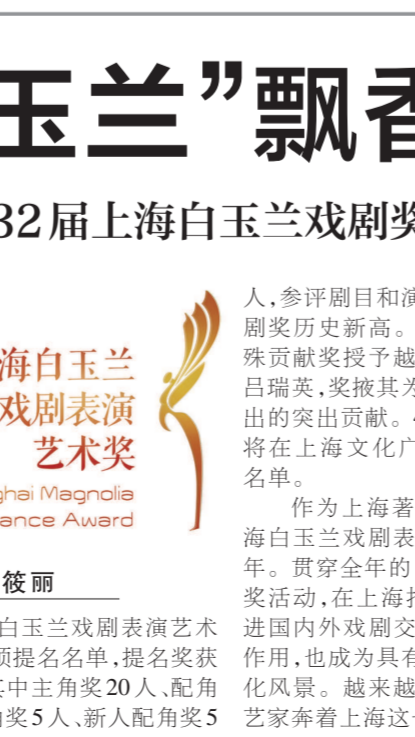 玉兰”飘香
32届上海白玉兰戏剧奖
海白玉兰
戏剧表演
艺术奖
ghai Magnolia
ance Award
筱丽
白玉兰戏剧表演艺术
提名名单,提名奖获
其中主角奖20人、配角
角奖5人、新人配角奖5
人,参评剧目和演
剧奖历史新高。
殊贡献奖授予越
吕瑞英,奖掖其为
出的突出贡献。
将在上海文化广
名单。
作为上海著
海白玉兰戏剧表
年。贯穿全年的
奖活动,在上海
进国内外戏剧交
作用,也成为具有
化风景。越来越
艺家奔着上海这